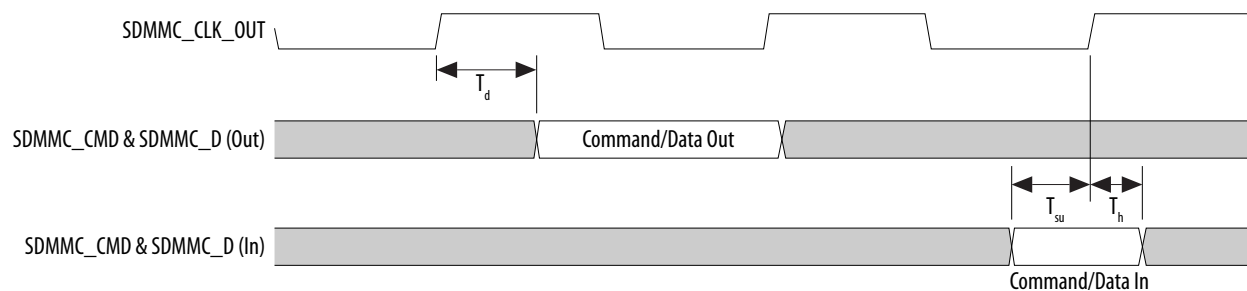 SDMMC_CLK_OUT
Td
SDMMC_CMD & SDMMC_D (Out)
Command/Data Out
Tsu
Th
SDMMC_CMD & SDMMC_D (In)
Command/Data In